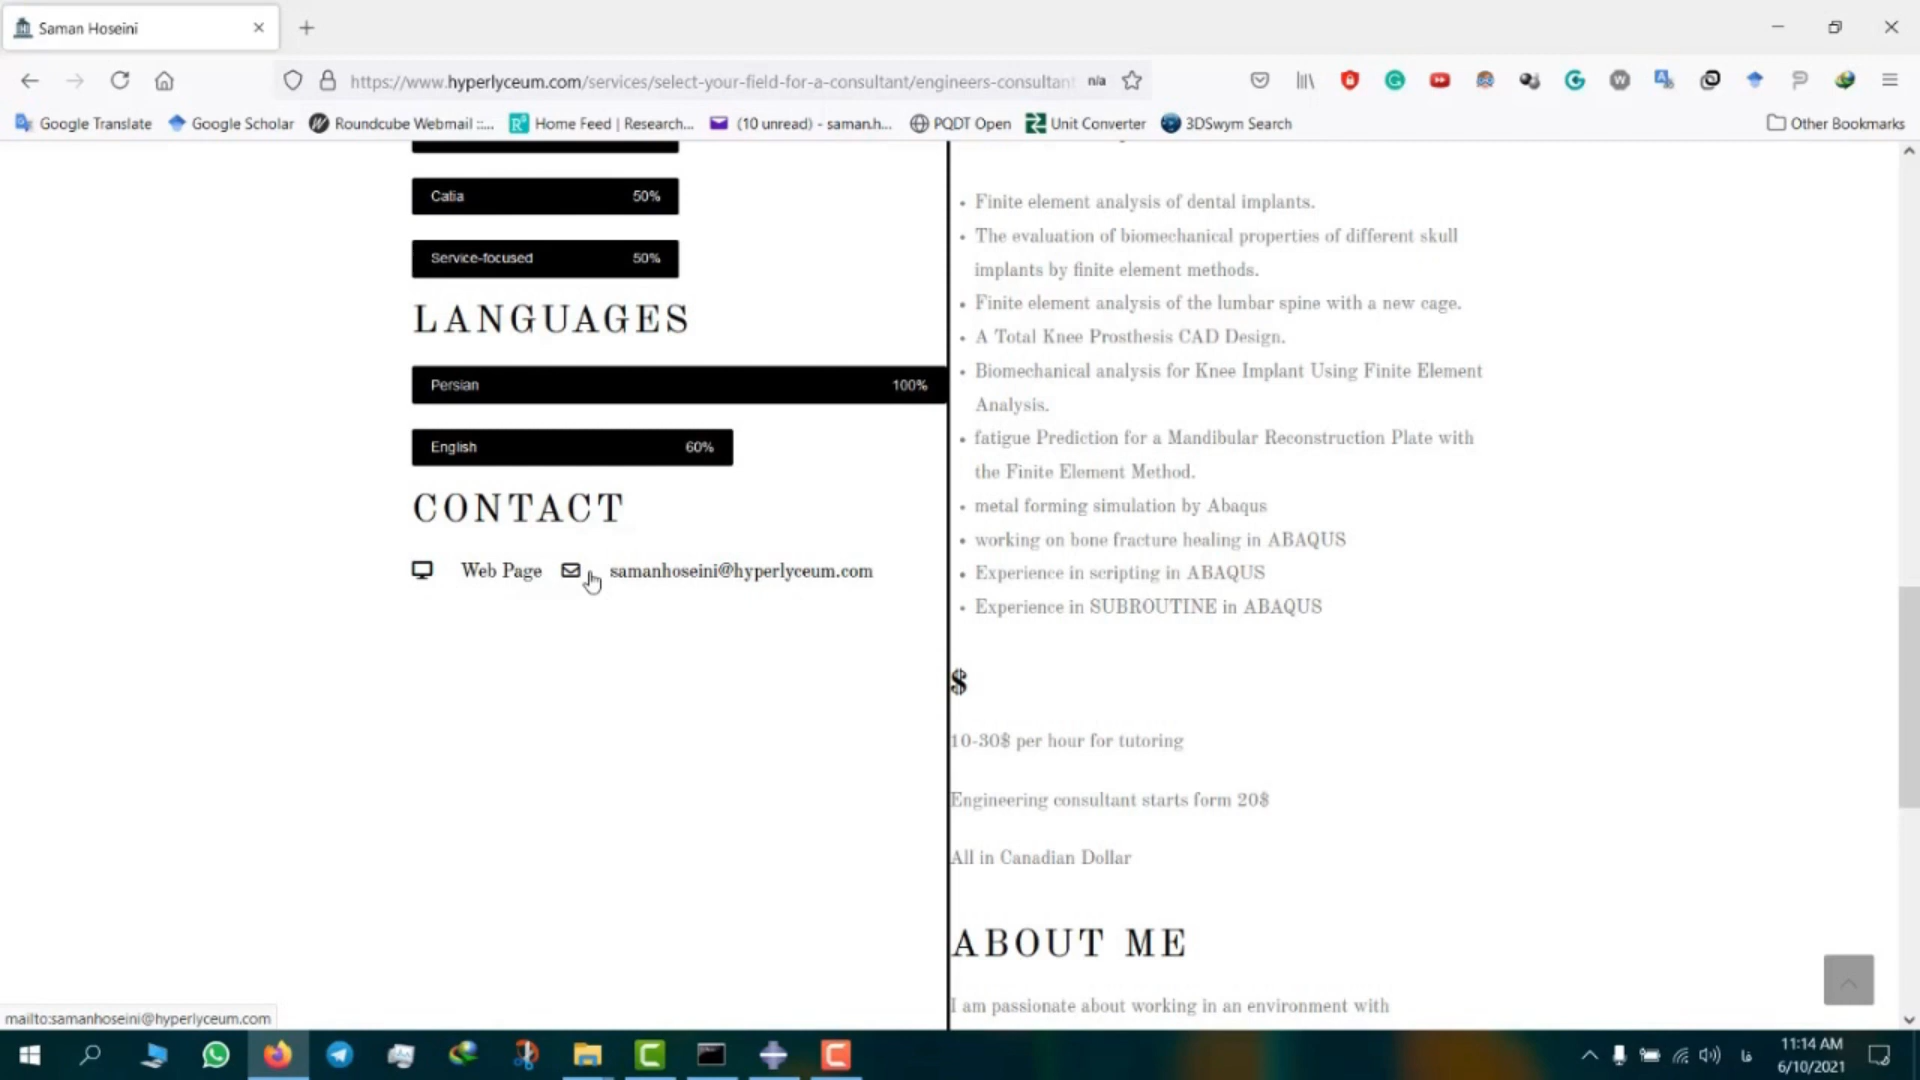 Saman Hoseini
https://www.hyperlyceum.com/services/select-your-field-for-a-consultant/engineers-consultant
n/a
Google Translate
Google Scholar
Roundcube Webmail ::...
Home Feed | Research...
(10 unread) - saman.h...
PQDT Open
Unit Converter
3DSwym Search
Other Bookmarks
Catia 50%
Service-focused 50%
LANGUAGES
Persian 100%
English 60%
CONTACT
Web Page
samanhoseini@hyperlyceum.com
• Finite element analysis of dental implants.
• The evaluation of biomechanical properties of different skull
implants by finite element methods.
• Finite element analysis of the lumbar spine with a new cage.
• A Total Knee Prosthesis CAD Design.
• Biomechanical analysis for Knee Implant Using Finite Element
Analysis.
• fatigue Prediction for a Mandibular Reconstruction Plate with
the Finite Element Method.
• metal forming simulation by Abaqus
• working on bone fracture healing in ABAQUS
• Experience in scripting in ABAQUS
• Experience in SUBROUTINE in ABAQUS
$
10-30$ per hour for tutoring
Engineering consultant starts form 20$
All in Canadian Dollar
ABOUT ME
I am passionate about working in an environment with
mailto:samanhoseini@hyperlyceum.com
فا
11:14 AM
6/10/2021